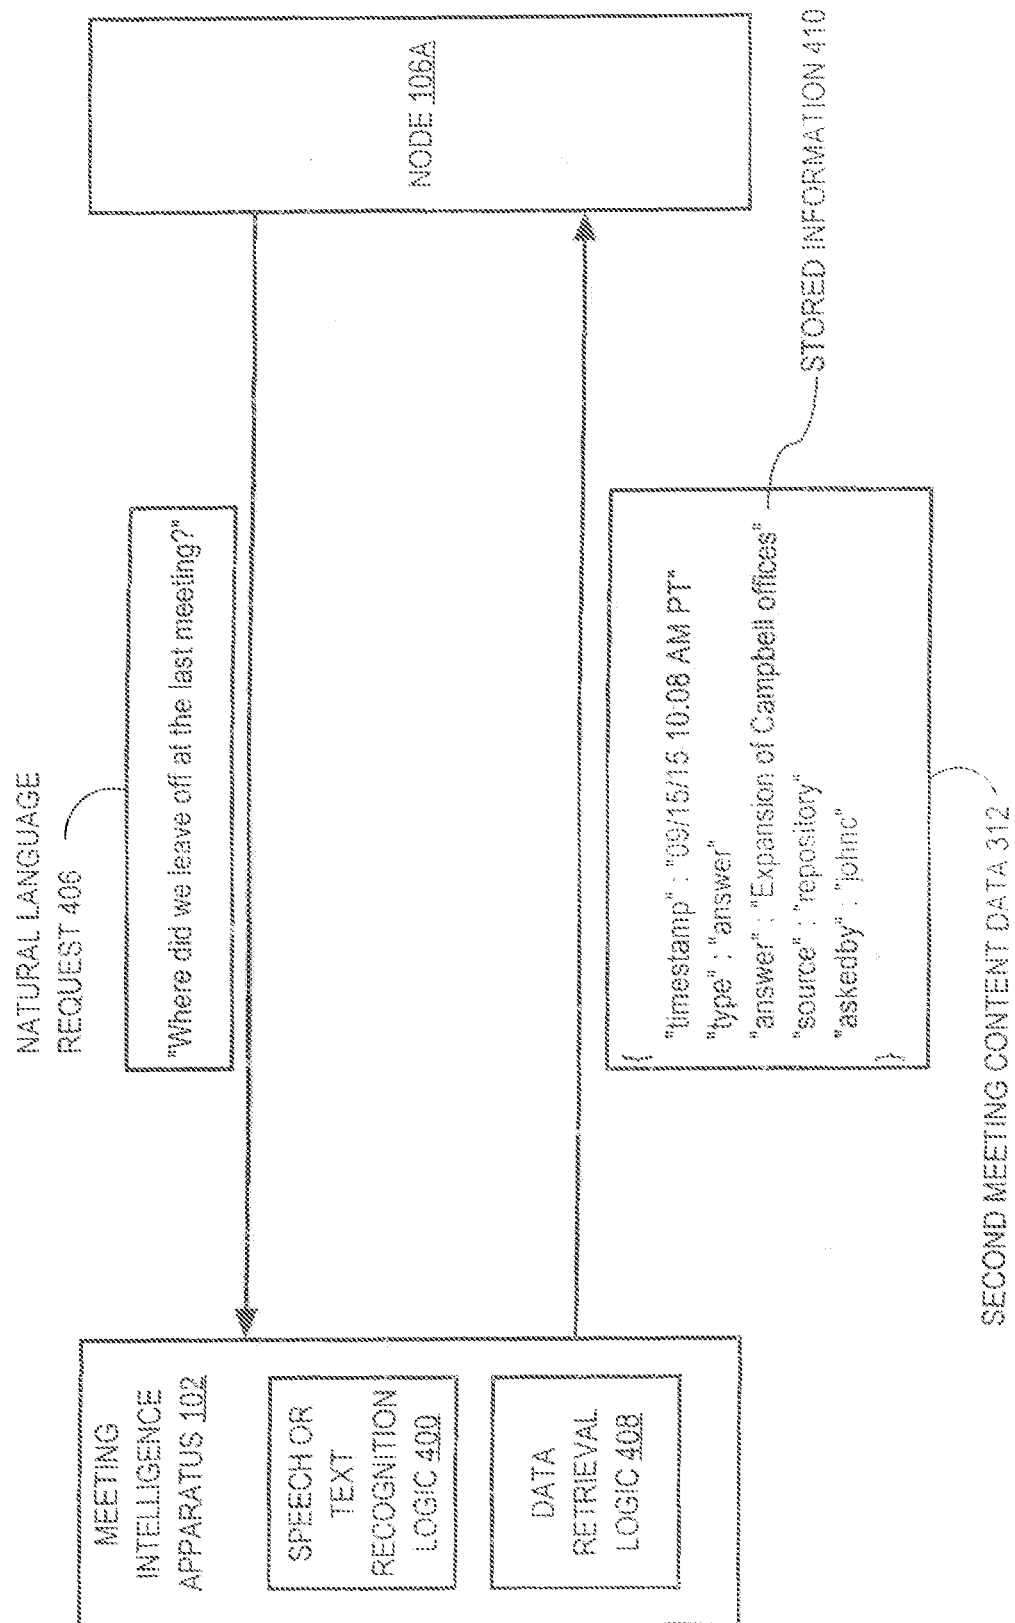 MEETING
INTELLIGENCE
APPARATUS 102
SPEECH OR
TEXT
RECOGNITION
LOGIC 400
DATA
RETRIEVAL
LOGIC 408
NATURAL LANGUAGE
REQUEST 406
"Where did we leave off at the last meeting?"
{
"timestamp" : "09/15/15 10:08 AM PT"
"type" : "answer"
"answer" : "Expansion of Campbell offices"
"source" : "repository"
"askedby" : "johnc"
}
SECOND MEETING CONTENT DATA 312
STORED INFORMATION 410
NODE 106A